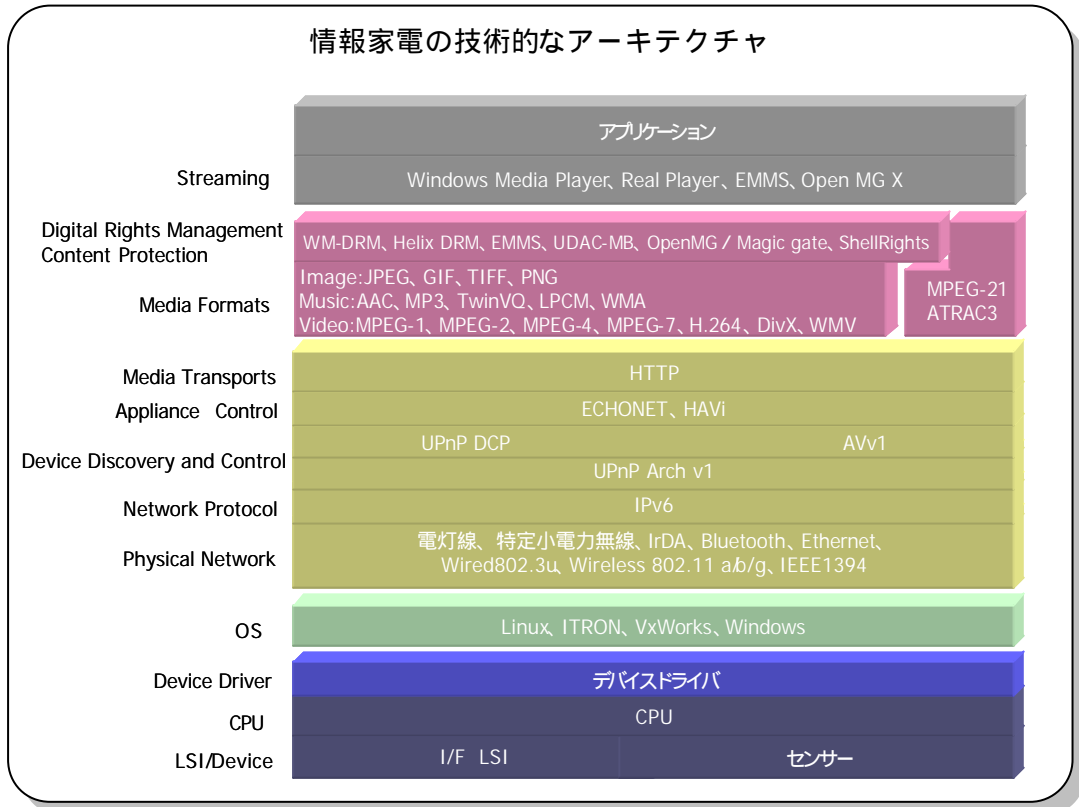 情報家電の技術的なアーキテクチャ
アプリケーション
Streaming
Windows Media Player、Real Player、EMMS、Open MG X
Digital Rights Management
Content Protection
WM-DRM、Helix DRM、EMMS、UDAC-MB、OpenMG / Magic gate、ShellRights
Media Formats
Image:JPEG、GIF、TIFF、PNG
Music:AAC、MP3、TwinVQ、LPCM、WMA
Video:MPEG-1、MPEG-2、MPEG-4、MPEG-7、H.264、DivX、WMV
MPEG-21
ATRAC3
Media Transports
HTTP
Appliance Control
ECHONET、HAVi
Device Discovery and Control
UPnP DCP
AVv1
UPnP Arch v1
Network Protocol
IPv6
Physical Network
電灯線、特定小電力無線、IrDA、Bluetooth、Ethernet、
Wired802.3u、Wireless 802.11 a/b/g、IEEE1394
OS
Linux、ITRON、VxWorks、Windows
Device Driver
デバイスドライバ
CPU
CPU
LSI/Device
I/F LSI
センサー